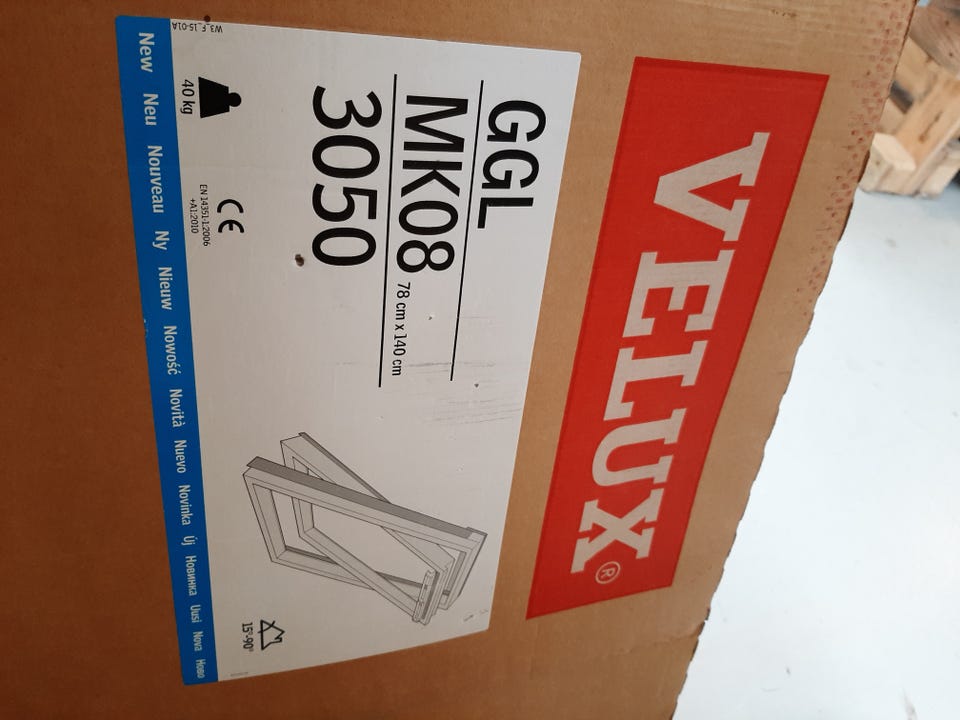 VELUX®
GGL
MK08 78 cm x 140 cm
3050
40 kg
CE
EN 14351-1:2006
+A1:2010
15°-90°
W3_F_15-01A
New Neu Nouveau Ny Nieuw Nowość Novità Nuevo Novinka Új Новинка Uusi Nova Ново